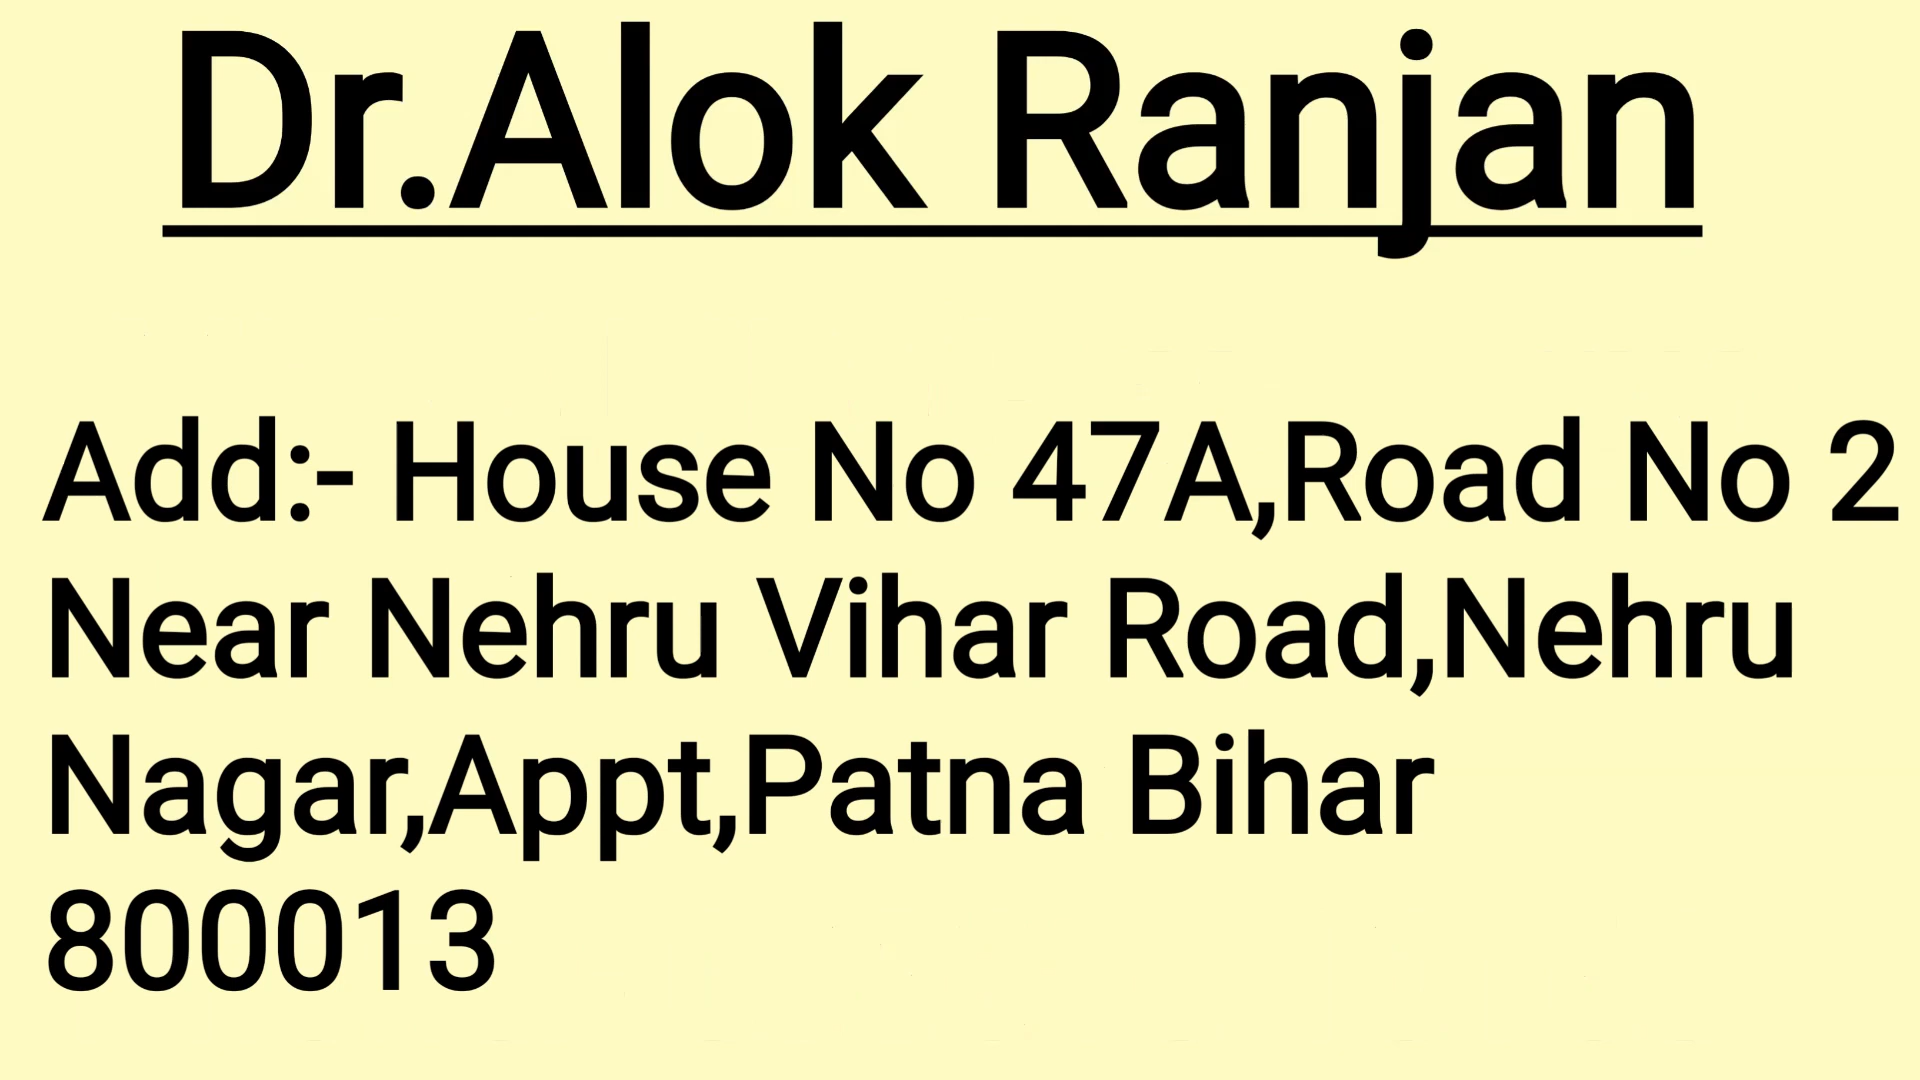 Dr.Alok Ranjan
Add:- House No 47A,Road No 2
Near Nehru Vihar Road,Nehru
Nagar,Appt,Patna Bihar
800013